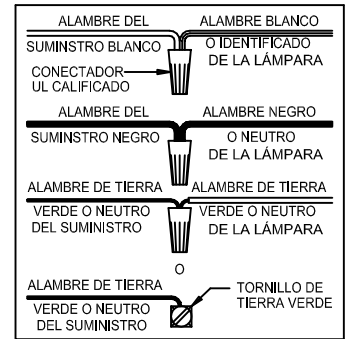 ALAMBRE DEL ALAMBRE BLANCO
SUMINSTRO BLANCO O IDENTIFICADO
CONECTADOR DE LA LÁMPARA
UL CALIFICADO
ALAMBRE DEL ALAMBRE NEGRO
SUMINSTRO NEGRO O NEUTRO
DE LA LÁMPARA
ALAMBRE DE TIERRA ALAMBRE DE TIERRA
VERDE O NEUTRO VERDE O NEUTRO
DEL SUMINISTRO DE LA LÁMPARA
O
ALAMBRE DE TIERRA TORNILLO DE
VERDE O NEUTRO TIERRA VERDE
DEL SUMINISTRO